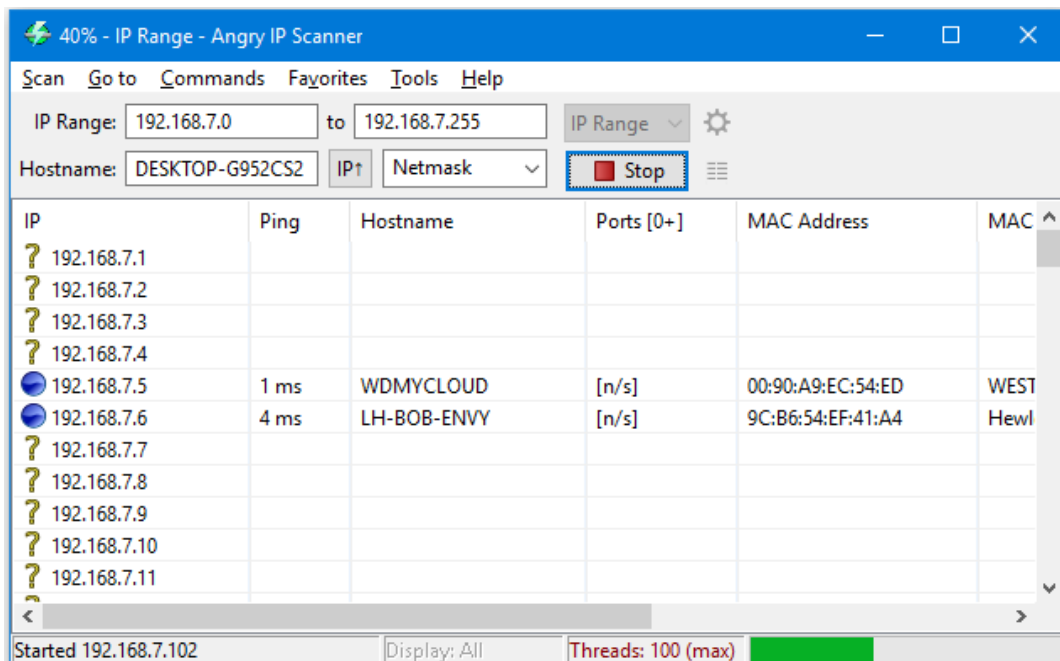 40% - IP Range - Angry IP Scanner
Scan Go to Commands Favorites Tools Help
IP Range: 192.168.7.0 to 192.168.7.255 IP Range
Hostname: DESKTOP-G952CS2 IP↑ Netmask Stop
IP Ping Hostname Ports [0+] MAC Address MAC
192.168.7.1
192.168.7.2
192.168.7.3
192.168.7.4
192.168.7.5 1 ms WDMYCLOUD [n/s] 00:90:A9:EC:54:ED WEST
192.168.7.6 4 ms LH-BOB-ENVY [n/s] 9C:B6:54:EF:41:A4 Hewl
192.168.7.7
192.168.7.8
192.168.7.9
192.168.7.10
192.168.7.11
Started 192.168.7.102 Display: All Threads: 100 (max)